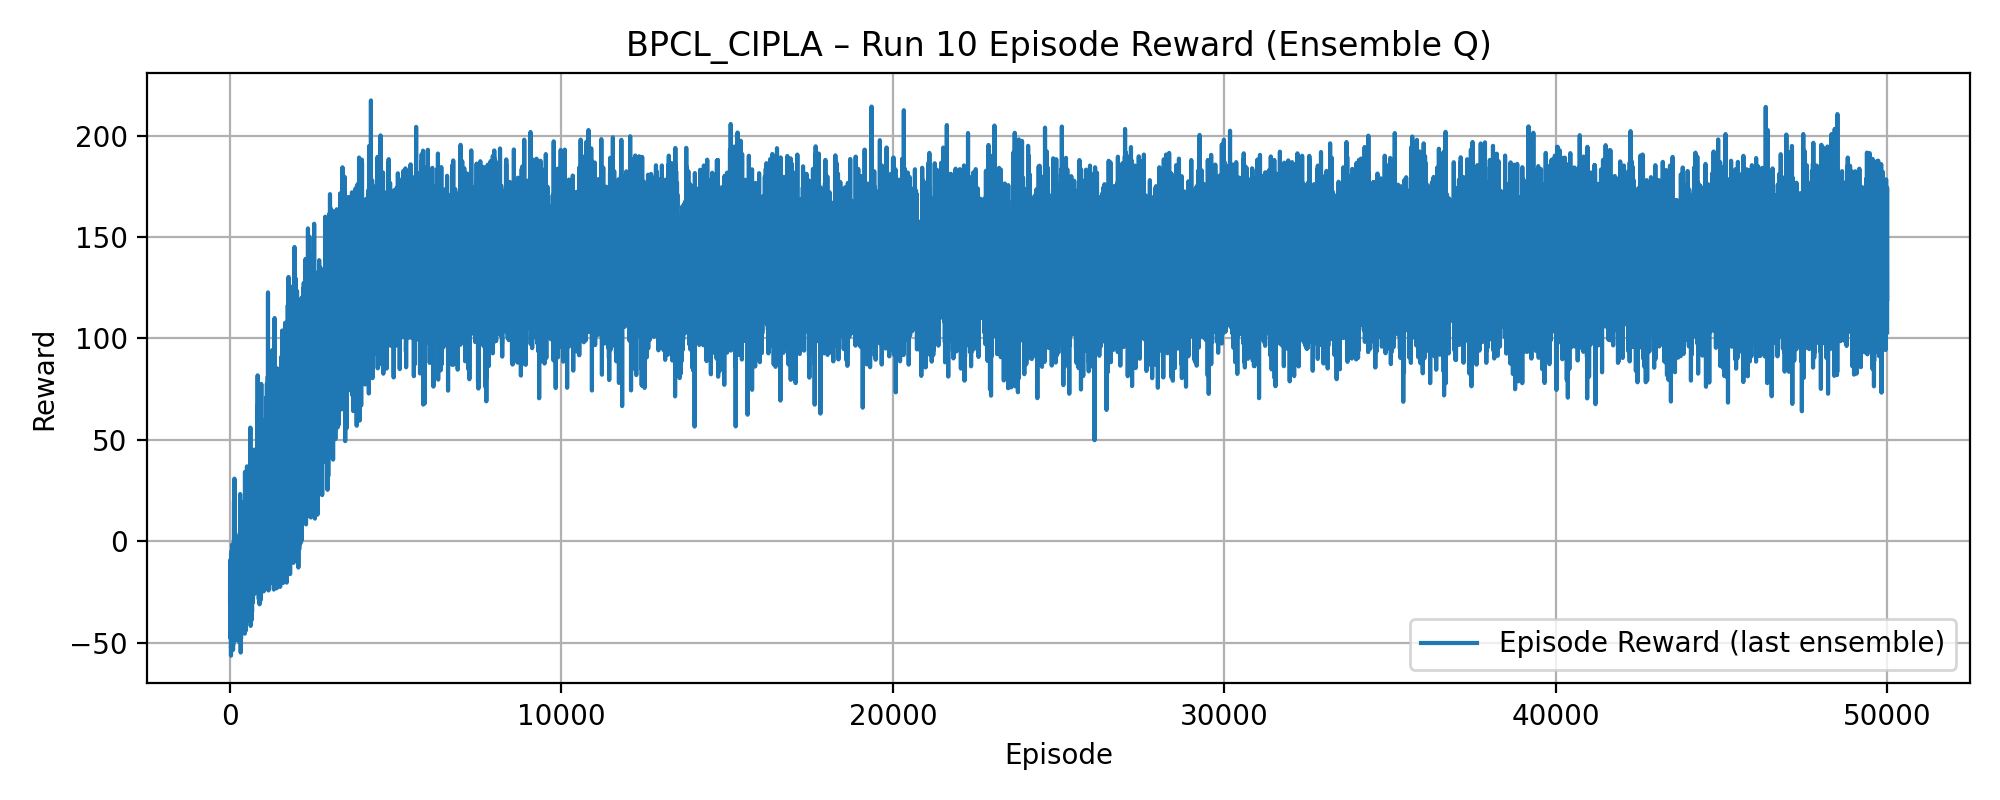 BPCL_CIPLA – Run 10 Episode Reward (Ensemble Q)
Reward
200
150
100
50
0
−50
Episode Reward (last ensemble)
0 10000 20000 30000 40000 50000
Episode